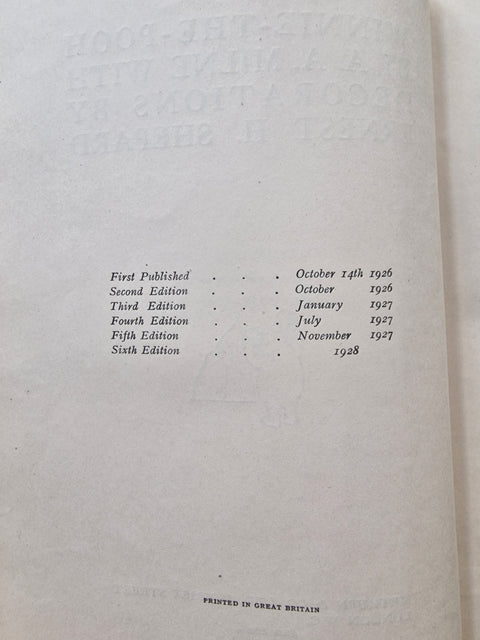 First Published . . . October 14th 1926
Second Edition . . . October 1926
Third Edition . . . January 1927
Fourth Edition . . . July 1927
Fifth Edition . . . November 1927
Sixth Edition . . . 1928
PRINTED IN GREAT BRITAIN